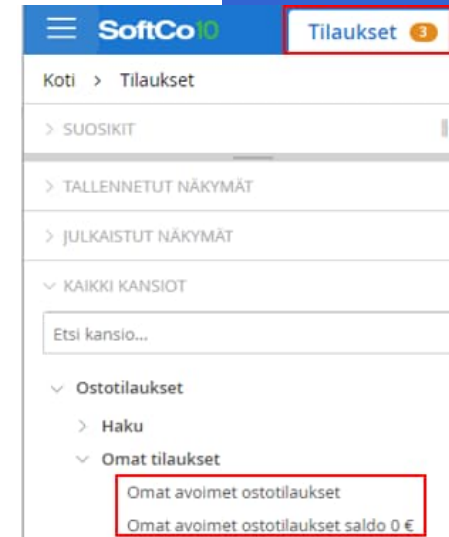 SoftCo10 Tilaukset 3
Koti > Tilaukset
> SUOSIKIT
> TALLENNETUT NÄKYMÄT
> JULKAISTUT NÄKYMÄT
KAIKKI KANSIOT
Etsi kansio...
Ostotilaukset
> Haku
Omat tilaukset
Omat avoimet ostotilaukset
Omat avoimet ostotilaukset saldo 0 €